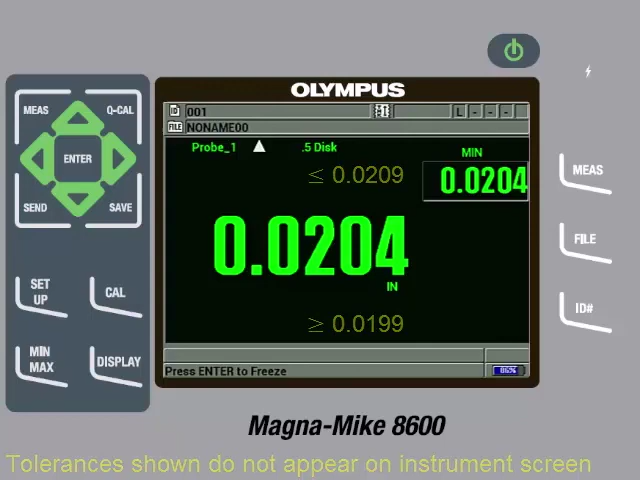 OLYMPUS
ID 001
L - - -
FILE NONAME00
Probe_1 .5 Disk
MIN
≤ 0.0209
0.0204
0.0204
IN
≥ 0.0199
Press ENTER to Freeze
86%
MEAS
Q-CAL
ENTER
SEND
SAVE
SET UP
CAL
MIN MAX
DISPLAY
MEAS
FILE
ID#
Magna-Mike 8600
Tolerances shown do not appear on instrument screen